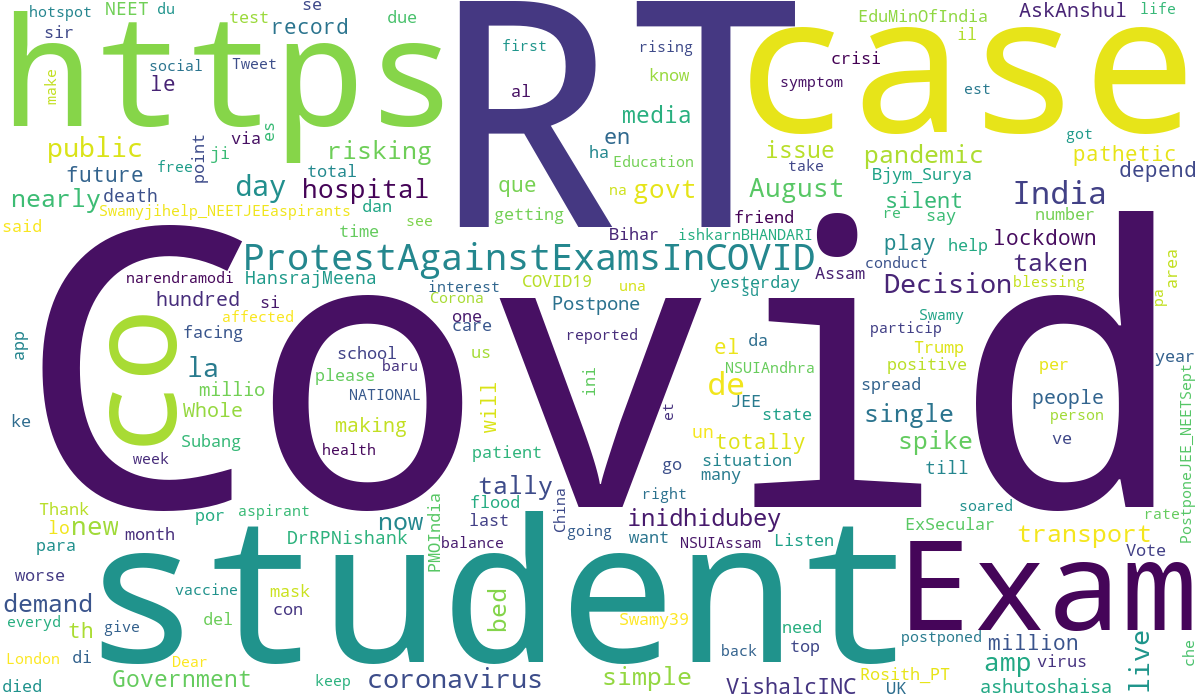 hotspot NEET du se due EduMinOfIndia AskAnshul life
sir test record first rising il crisi
https RT case
make social Tweet le al know symptom est
public point via es risking media en issue pandemic got pathetic
future free ji total ha Education take Bjym_Surya depend
nearly death day hospital que na govt August silent India
Swamyjihelp_NEETJEEaspirants dan getting friend re say number
said time see Bihar ishkarnBHANDARI play help lockdown
ProtestAgainstExamsInCOVID Assam conduct taken
narendramodi HansrajMeena interest COVID19 una yesterday Decision blessing area
hundred si Corona Postpone su Swamy pa
affected one
Covid
facing care reported particip
app co school baru us el da Trump year
la please NSUIAndhra positive per
millio NATIONAL ini de JEE spread people
Whole will et state single person
ke making un totally spike ve
Subang health patient go situation till
week tally many
flood right soared PostponeJEE_NEETSept
Thank por aspirant PMOIndia last China inidhidubey ExSecular rate
lo new now going want transport
para month DrRPNishank balance NSUIAssam Listen Vote
student Exam
worse vaccine mask bed
demand con Swamy39 need
everyd give del postponed
th top million live
London di Dear back amp virus che
died Government keep coronavirus simple Rosith_PT
VishalcINC UK ashutoshaisa